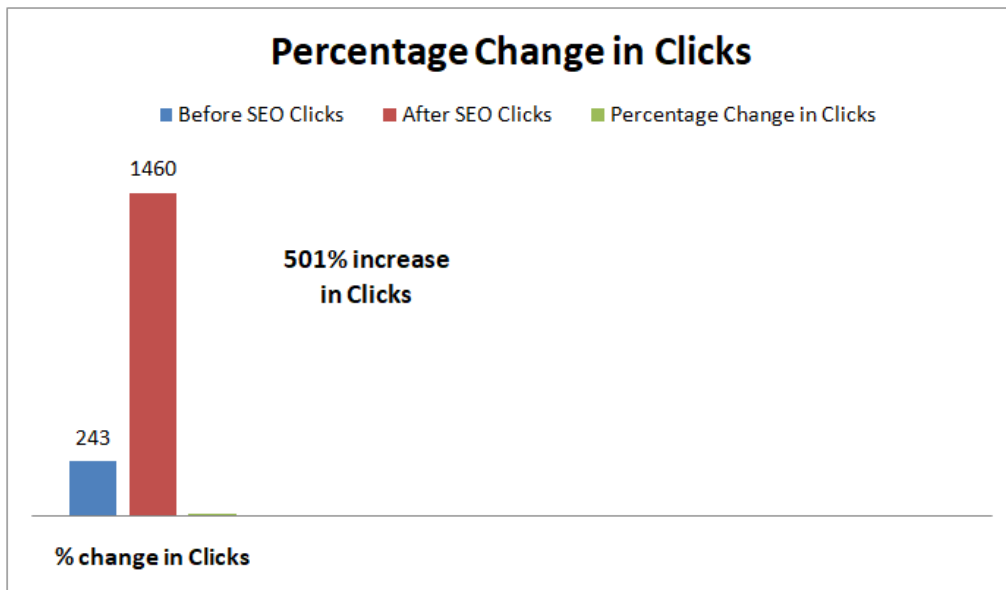 Percentage Change in Clicks
Before SEO Clicks After SEO Clicks Percentage Change in Clicks
1460
501% increase
in Clicks
243
% change in Clicks